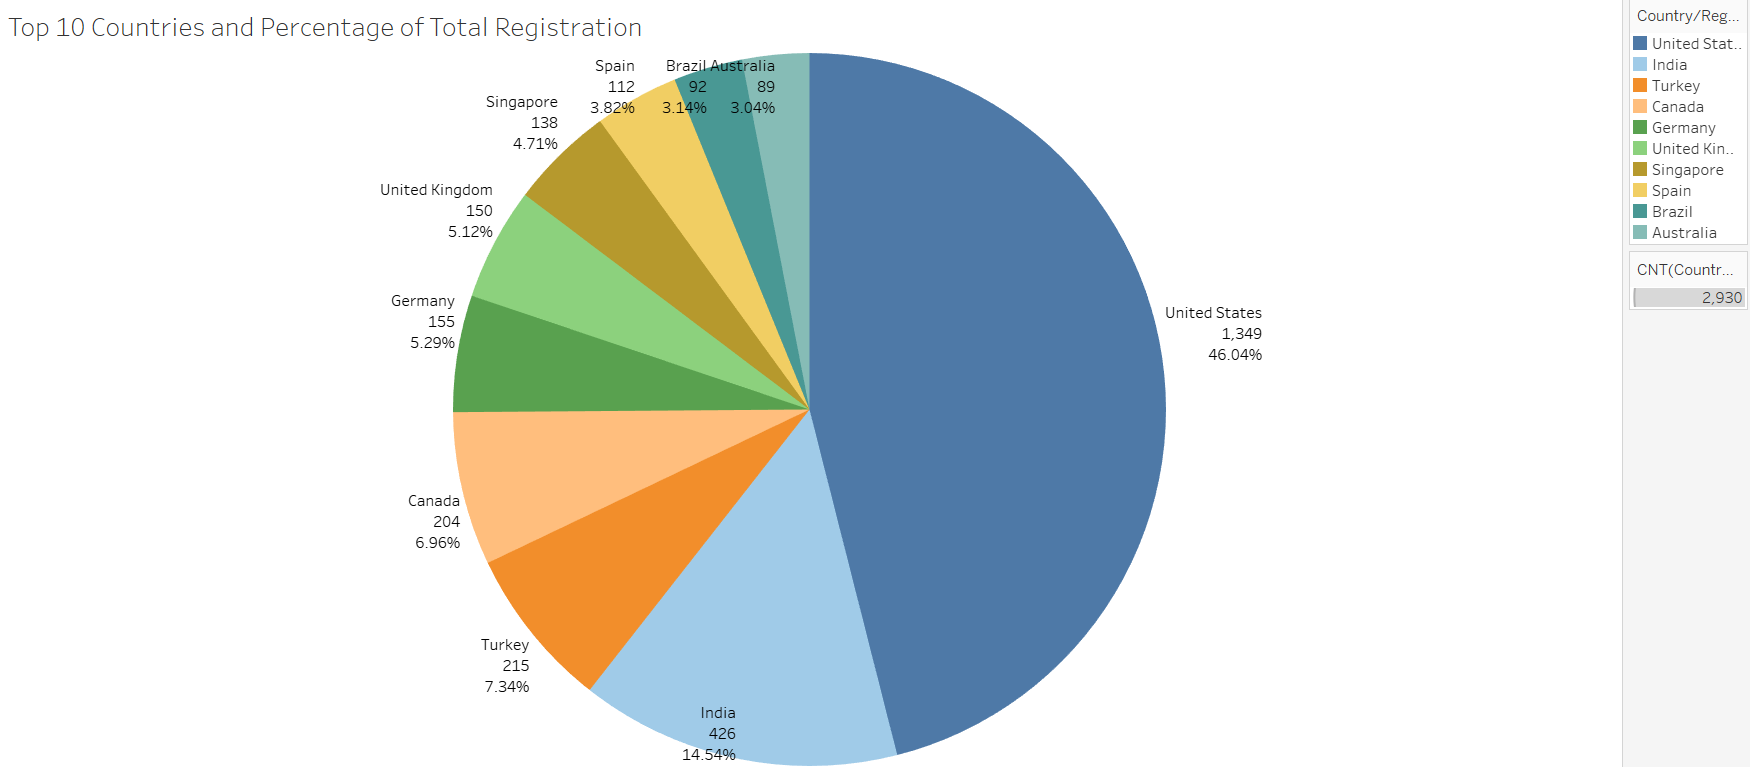 Top 10 Countries and Percentage of Total Registration
Spain
112
3.82%
Brazil
92
3.14%
Australia
89
3.04%
Singapore
138
4.71%
United Kingdom
150
5.12%
Germany
155
5.29%
United States
1,349
46.04%
Canada
204
6.96%
Turkey
215
7.34%
India
426
14.54%
Country/Reg...
United Stat..
India
Turkey
Canada
Germany
United Kin..
Singapore
Spain
Brazil
Australia
CNT(Countr...
2,930